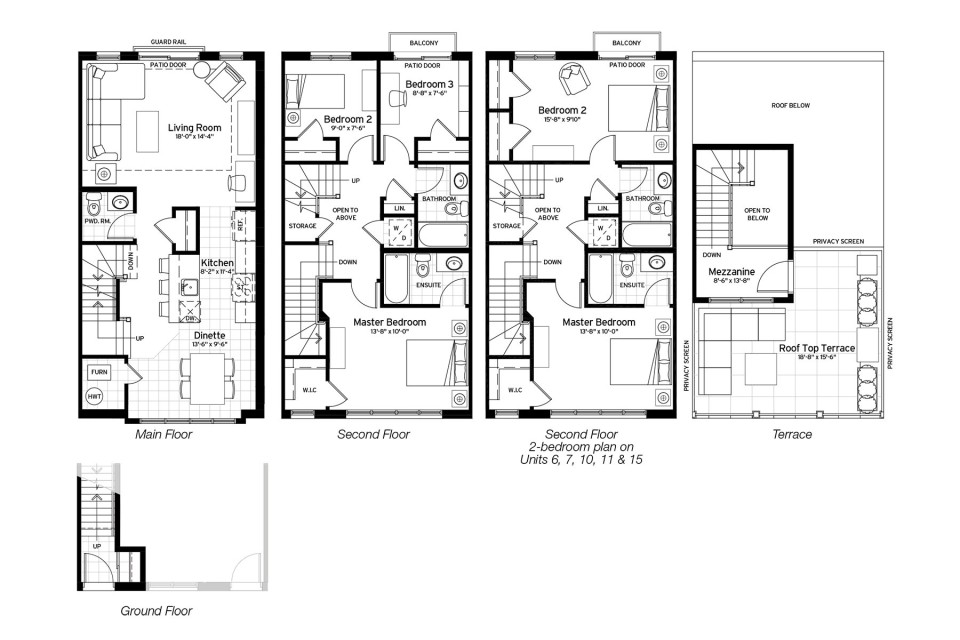 GUARD RAIL
PATIO DOOR
Living Room
18'-0" x 14'-4"
PWD. RM.
REF.
DOWN
Kitchen
8'-2" x 11'-4"
DW
UP
Dinette
13'-6" x 9'-6"
FURN
HWT
Main Floor
BALCONY
PATIO DOOR
Bedroom 3
8'-8" x 7'-6"
Bedroom 2
9'-0" x 7'-6"
UP
BATHROOM
LIN.
OPEN TO
ABOVE
STORAGE
W
D
DOWN
ENSUITE
Master Bedroom
13'-8" x 10'-0"
W.I.C
Second Floor
BALCONY
PATIO DOOR
Bedroom 2
15'-8" x 9'10"
UP
BATHROOM
LIN.
OPEN TO
ABOVE
STORAGE
W
D
DOWN
ENSUITE
Master Bedroom
13'-8" x 10'-0"
W.I.C
Second Floor
2-bedroom plan on
Units 6, 7, 10, 11 & 15
ROOF BELOW
OPEN TO
BELOW
DOWN
PRIVACY SCREEN
Mezzanine
8'-6" x 13'-8"
PRIVACY SCREEN
Roof Top Terrace
18'-8" x 15'-6"
PRIVACY SCREEN
Terrace
UP
Ground Floor